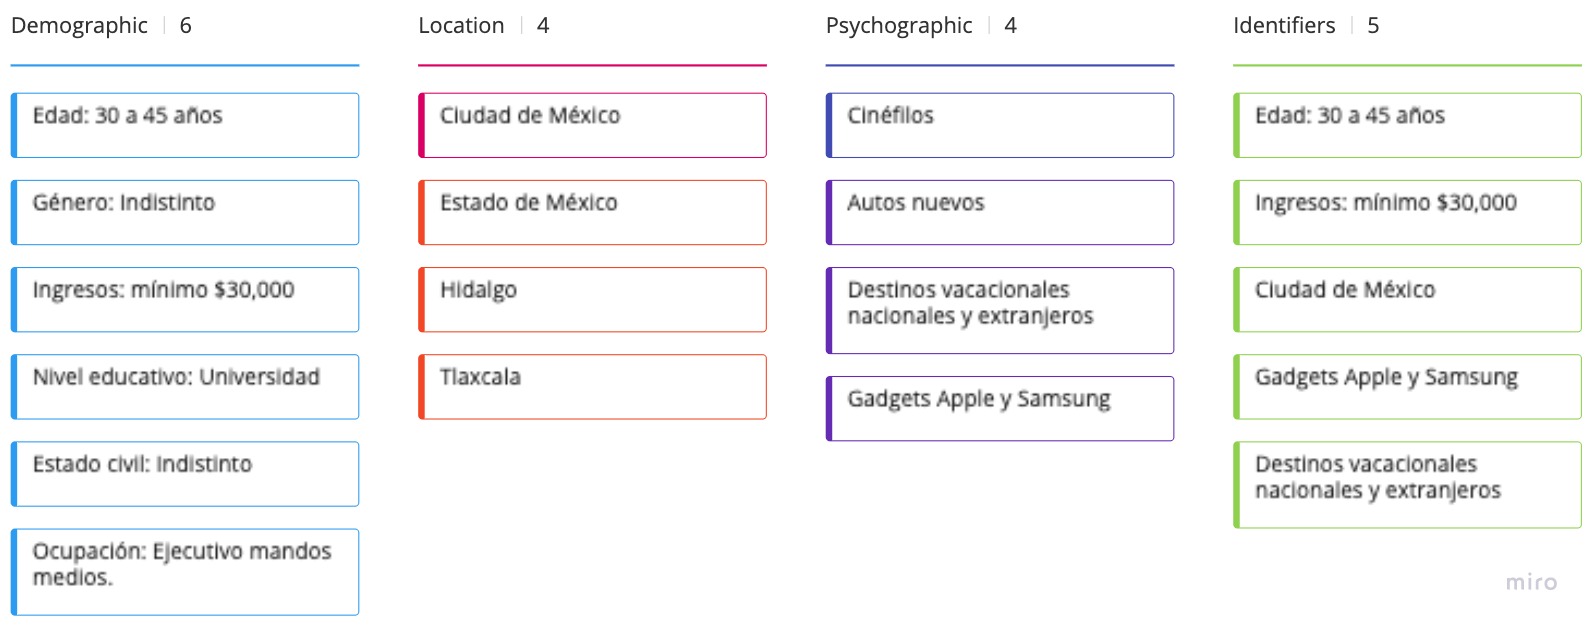 Demographic | 6
Edad: 30 a 45 años
Género: Indistinto
Ingresos: mínimo $30,000
Nivel educativo: Universidad
Estado civil: Indistinto
Ocupación: Ejecutivo mandos
medios.
Location | 4
Ciudad de México
Estado de México
Hidalgo
Tlaxcala
Psychographic | 4
Cinéfilos
Autos nuevos
Destinos vacacionales
nacionales y extranjeros
Gadgets Apple y Samsung
Identifiers | 5
Edad: 30 a 45 años
Ingresos: mínimo $30,000
Ciudad de México
Gadgets Apple y Samsung
Destinos vacacionales
nacionales y extranjeros
miro